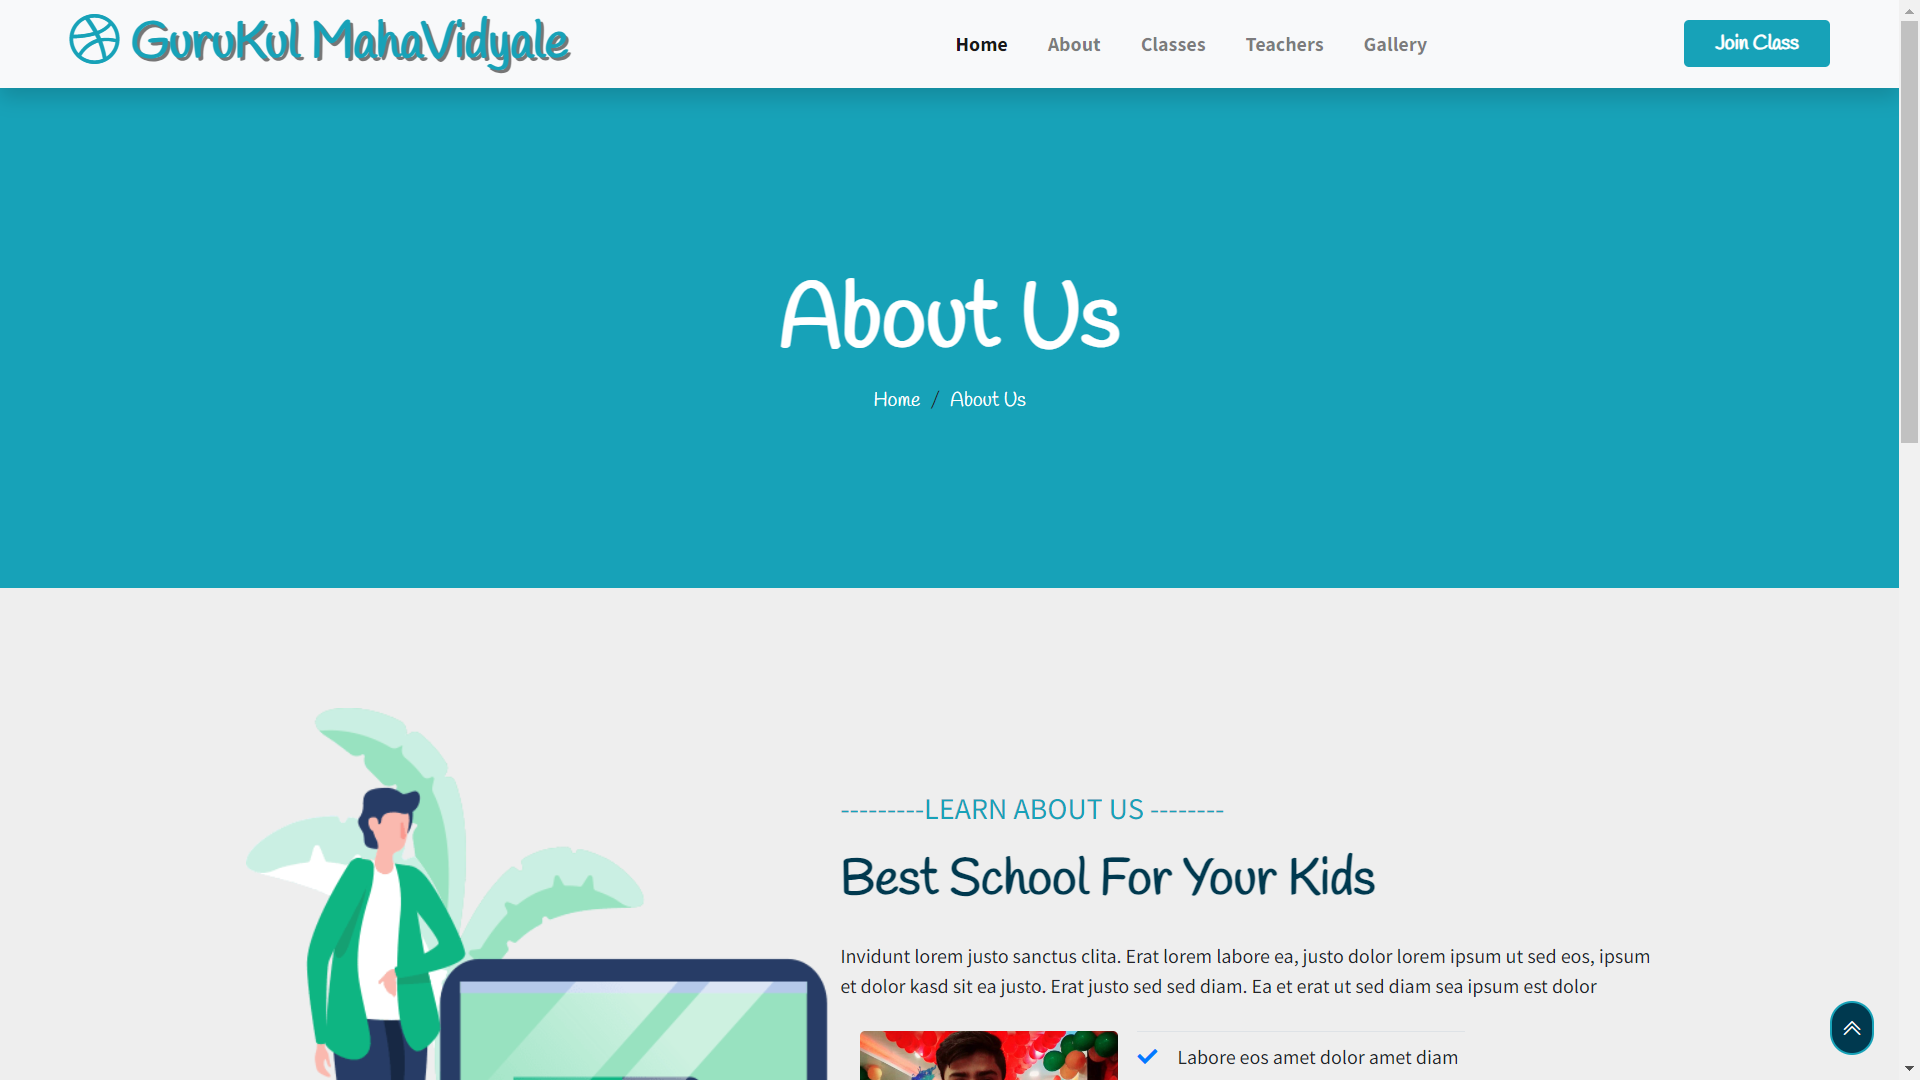 GuruKul MahaVidyale
Home
About
Classes
Teachers
Gallery
Join Class
About Us
Home / About Us
---------LEARN ABOUT US --------
Best School For Your Kids
Invidunt lorem justo sanctus clita. Erat lorem labore ea, justo dolor lorem ipsum ut sed eos, ipsum
et dolor kasd sit ea justo. Erat justo sed sed diam. Ea et erat ut sed diam sea ipsum est dolor
Labore eos amet dolor amet diam